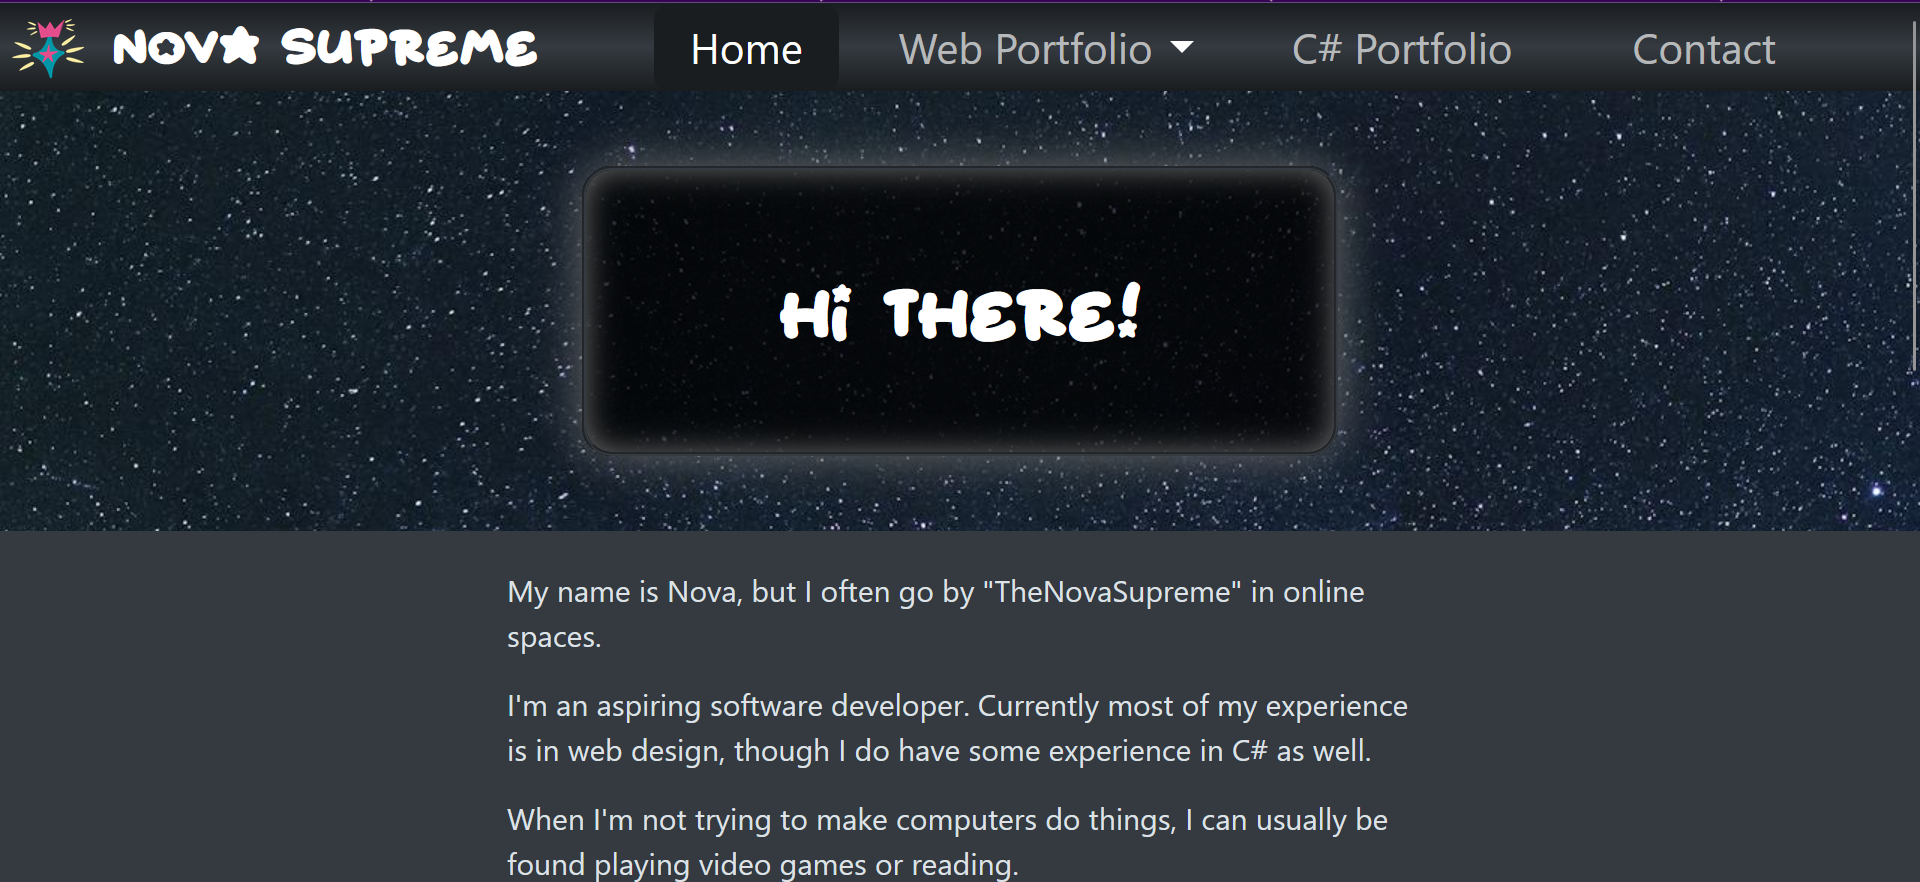 NOVA SUPREME
Home
Web Portfolio
C# Portfolio
Contact
Hi THERE!
My name is Nova, but I often go by "TheNovaSupreme" in online
spaces.
I'm an aspiring software developer. Currently most of my experience
is in web design, though I do have some experience in C# as well.
When I'm not trying to make computers do things, I can usually be
found playing video games or reading.